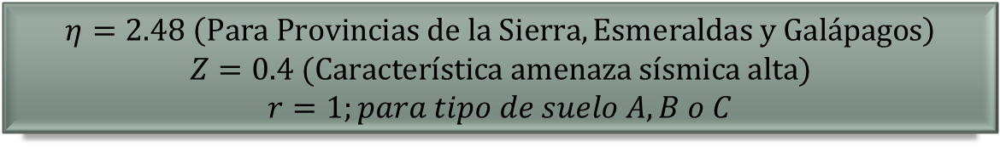 η = 2.48 (Para Provincias de la Sierra, Esmeraldas y Galápagos)
Z = 0.4 (Característica amenaza sísmica alta)
r = 1; para tipo de suelo A, B o C